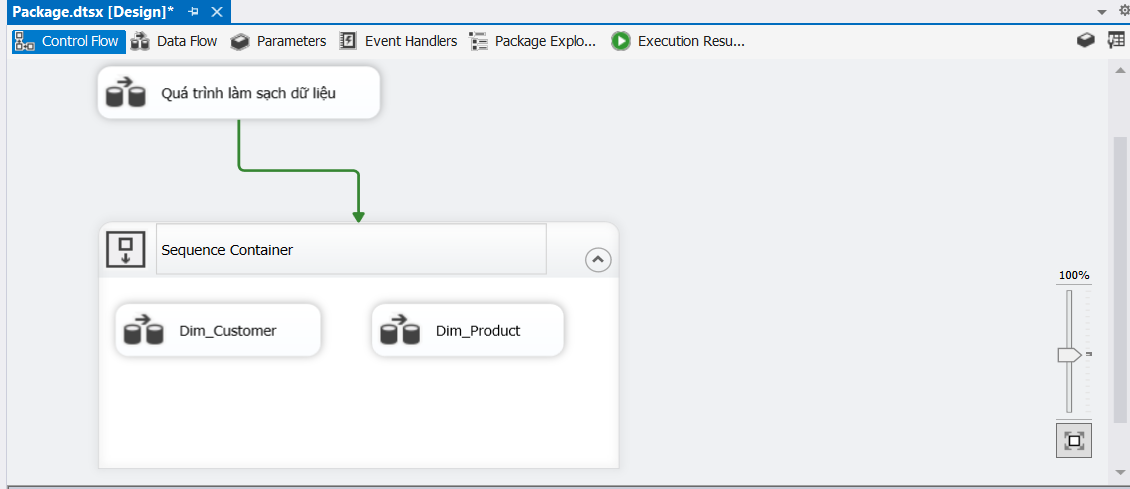 Package.dtsx [Design]*
Control Flow
Data Flow
Parameters
Event Handlers
Package Explo...
Execution Resu...
Quá trình làm sạch dữ liệu
Sequence Container
Dim_Customer
Dim_Product
100%